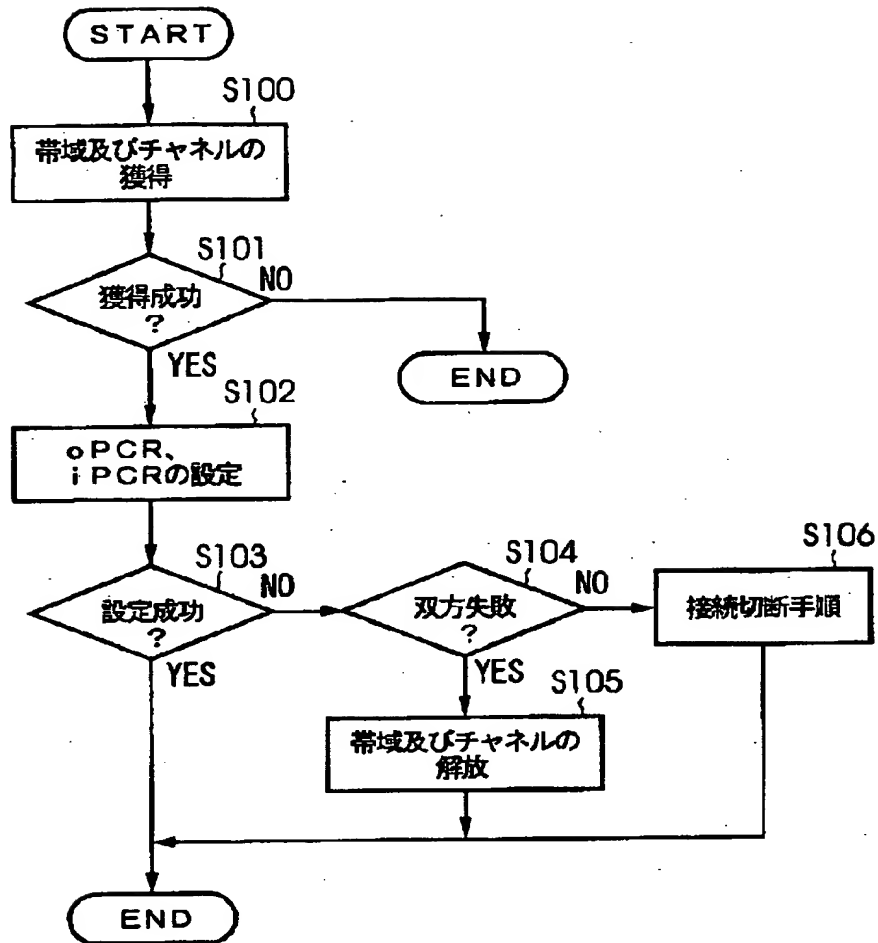 START
S100
帯域及びチャネルの
獲得
S101
獲得成功
?
NO
YES
END
S102
oPCR、
iPCRの設定
S103
設定成功
?
NO
YES
S104
双方失敗
?
NO
YES
S106
接続切断手順
S105
帯域及びチャネルの
解放
END